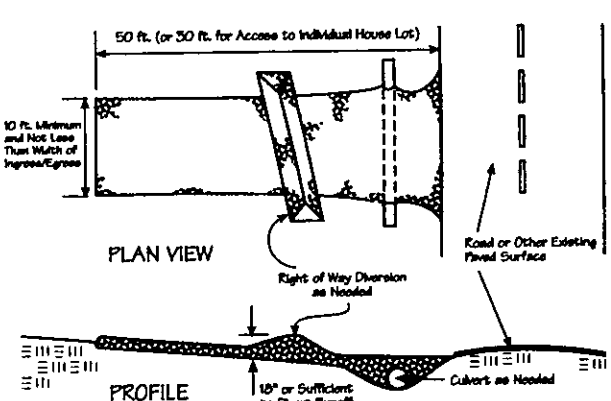 50 ft. (or 30 ft. for Access to Individual House Lot)
10 ft. Minimum
and Not Less
Than Width of
Ingress/Egress
PLAN VIEW
Right of Way Diversion
as Needed
Road or Other Existing
Paved Surface
PROFILE
18" or Sufficient
Culvert as Needed